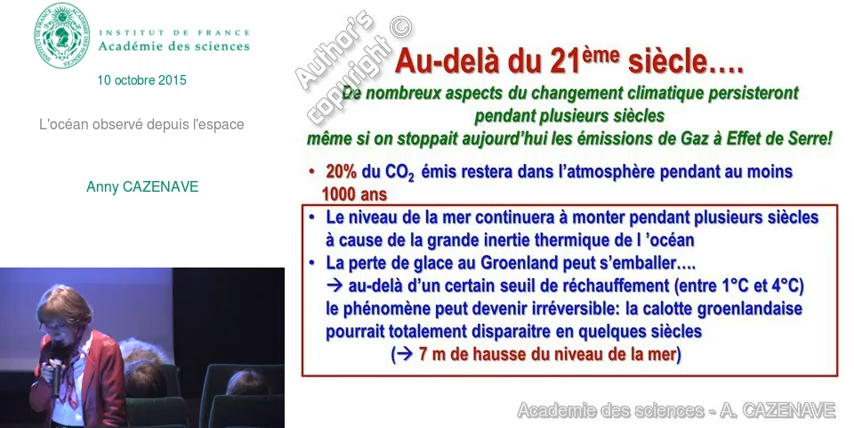 INSTITUT DE FRANCE
Académie des sciences
10 octobre 2015
L'océan observé depuis l'espace
Anny CAZENAVE
Author's
copyright ©
Au-delà du 21ème siècle….
De nombreux aspects du changement climatique persisteront
pendant plusieurs siècles
même si on stoppait aujourd'hui les émissions de Gaz à Effet de Serre!
• 20% du CO2 émis restera dans l'atmosphère pendant au moins
1000 ans
• Le niveau de la mer continuera à monter pendant plusieurs siècles
à cause de la grande inertie thermique de l 'océan
• La perte de glace au Groenland peut s'emballer….
→ au-delà d'un certain seuil de réchauffement (entre 1°C et 4°C)
le phénomène peut devenir irréversible: la calotte groenlandaise
pourrait totalement disparaitre en quelques siècles
(→ 7 m de hausse du niveau de la mer)
Academie des sciences - A. CAZENAVE